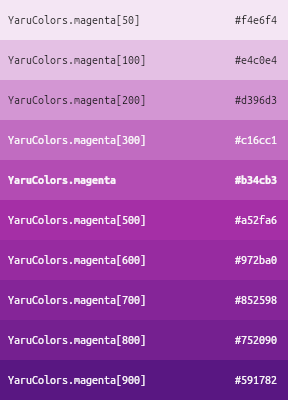 YaruColors.magenta[50] #f4e6f4
YaruColors.magenta[100] #e4c0e4
YaruColors.magenta[200] #d396d3
YaruColors.magenta[300] #c16cc1
YaruColors.magenta #b34cb3
YaruColors.magenta[500] #a52fa6
YaruColors.magenta[600] #972ba0
YaruColors.magenta[700] #852598
YaruColors.magenta[800] #752090
YaruColors.magenta[900] #591782